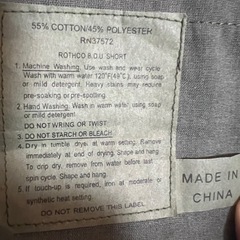 55% COTTON/45% POLYESTER
RN37572
ROTHCO B.D.U SHORT
1. Machine Washing. Use wash and wear cycle.
Wash with warm water 120°F(49°C), using soap
or mild detergent. Heavy stains may require
pre-soaking or pre-spotting.
2. Hand Washing. Wash in warm water, using soap
or mild detergent.
3. DO NOT WRING OR TWIST
3. DO NOT STARCH OR BLEACH
4. Dry in tumble dryer, at warm setting. Remove
immediately at end of drying. Shape and hang.
To drip dry, remove from water before last
spin cycle. Shape and hang.
5. If touch-up is required, iron at moderate or
synthetic heat setting.
DO NOT REMOVE THIS LABEL
MADE IN
CHINA